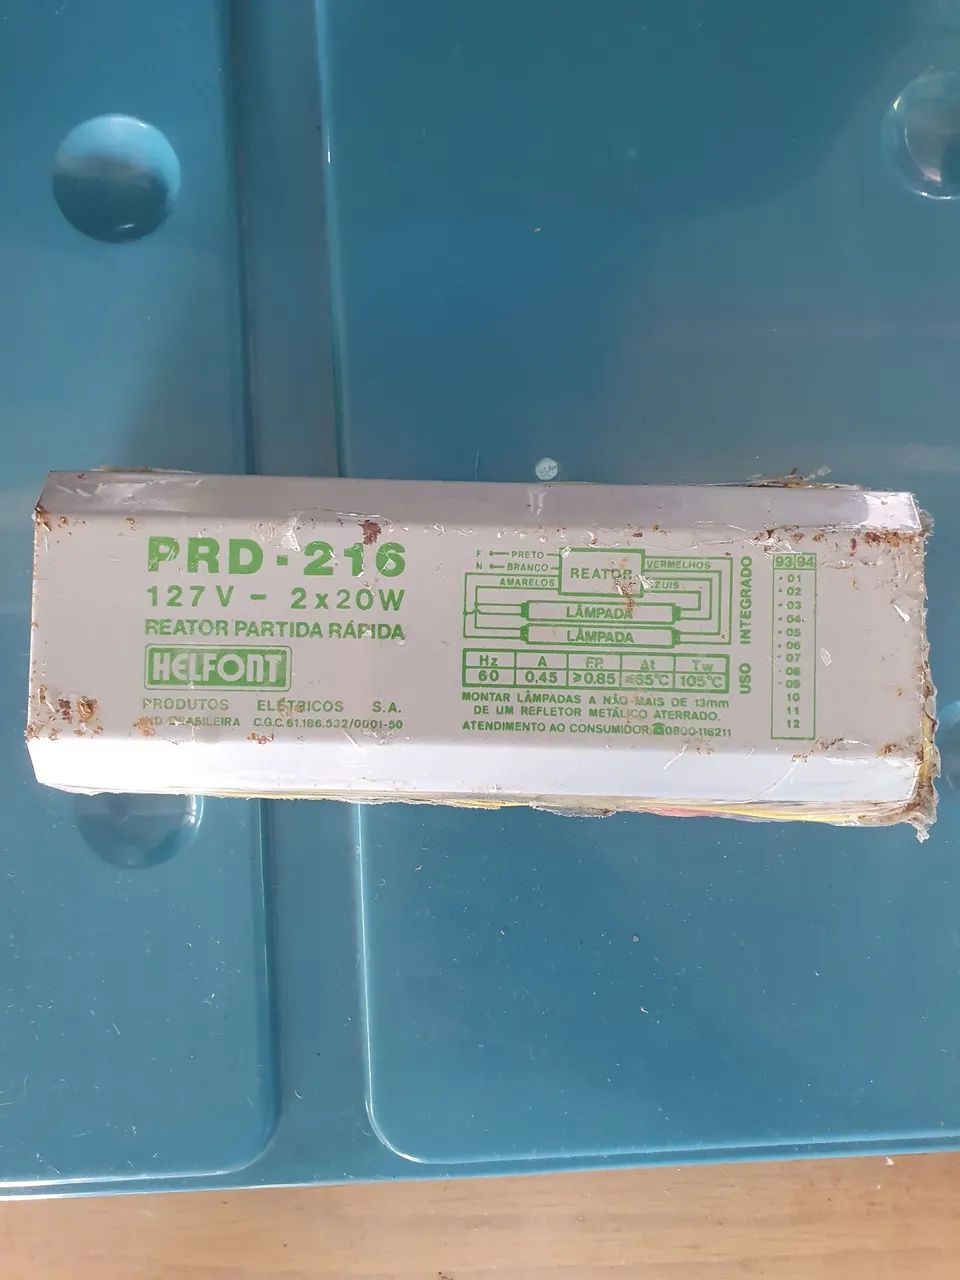 PRD-216
127V - 2x20W
REATOR PARTIDA RÁPIDA
HELFONT
PRODUTOS ELÉTRICOS S.A.
IND. BRASILEIRA C.G.C. 61.186.532/0001-50
F PRETO
N BRANCO
AMARELOS
REATOR
VERMELHOS
AZUIS
LÂMPADA
LÂMPADA
Hz A FP. Δt Tw
60 0,45 ≥0,85 ≤65°C 105°C
MONTAR LÂMPADAS A NÃO MAIS DE 13mm
DE UM REFLETOR METÁLICO ATERRADO.
ATENDIMENTO AO CONSUMIDOR ☎0800-116211
USO INTEGRADO
93 94
01
02
03
04
05
06
07
08
09
10
11
12